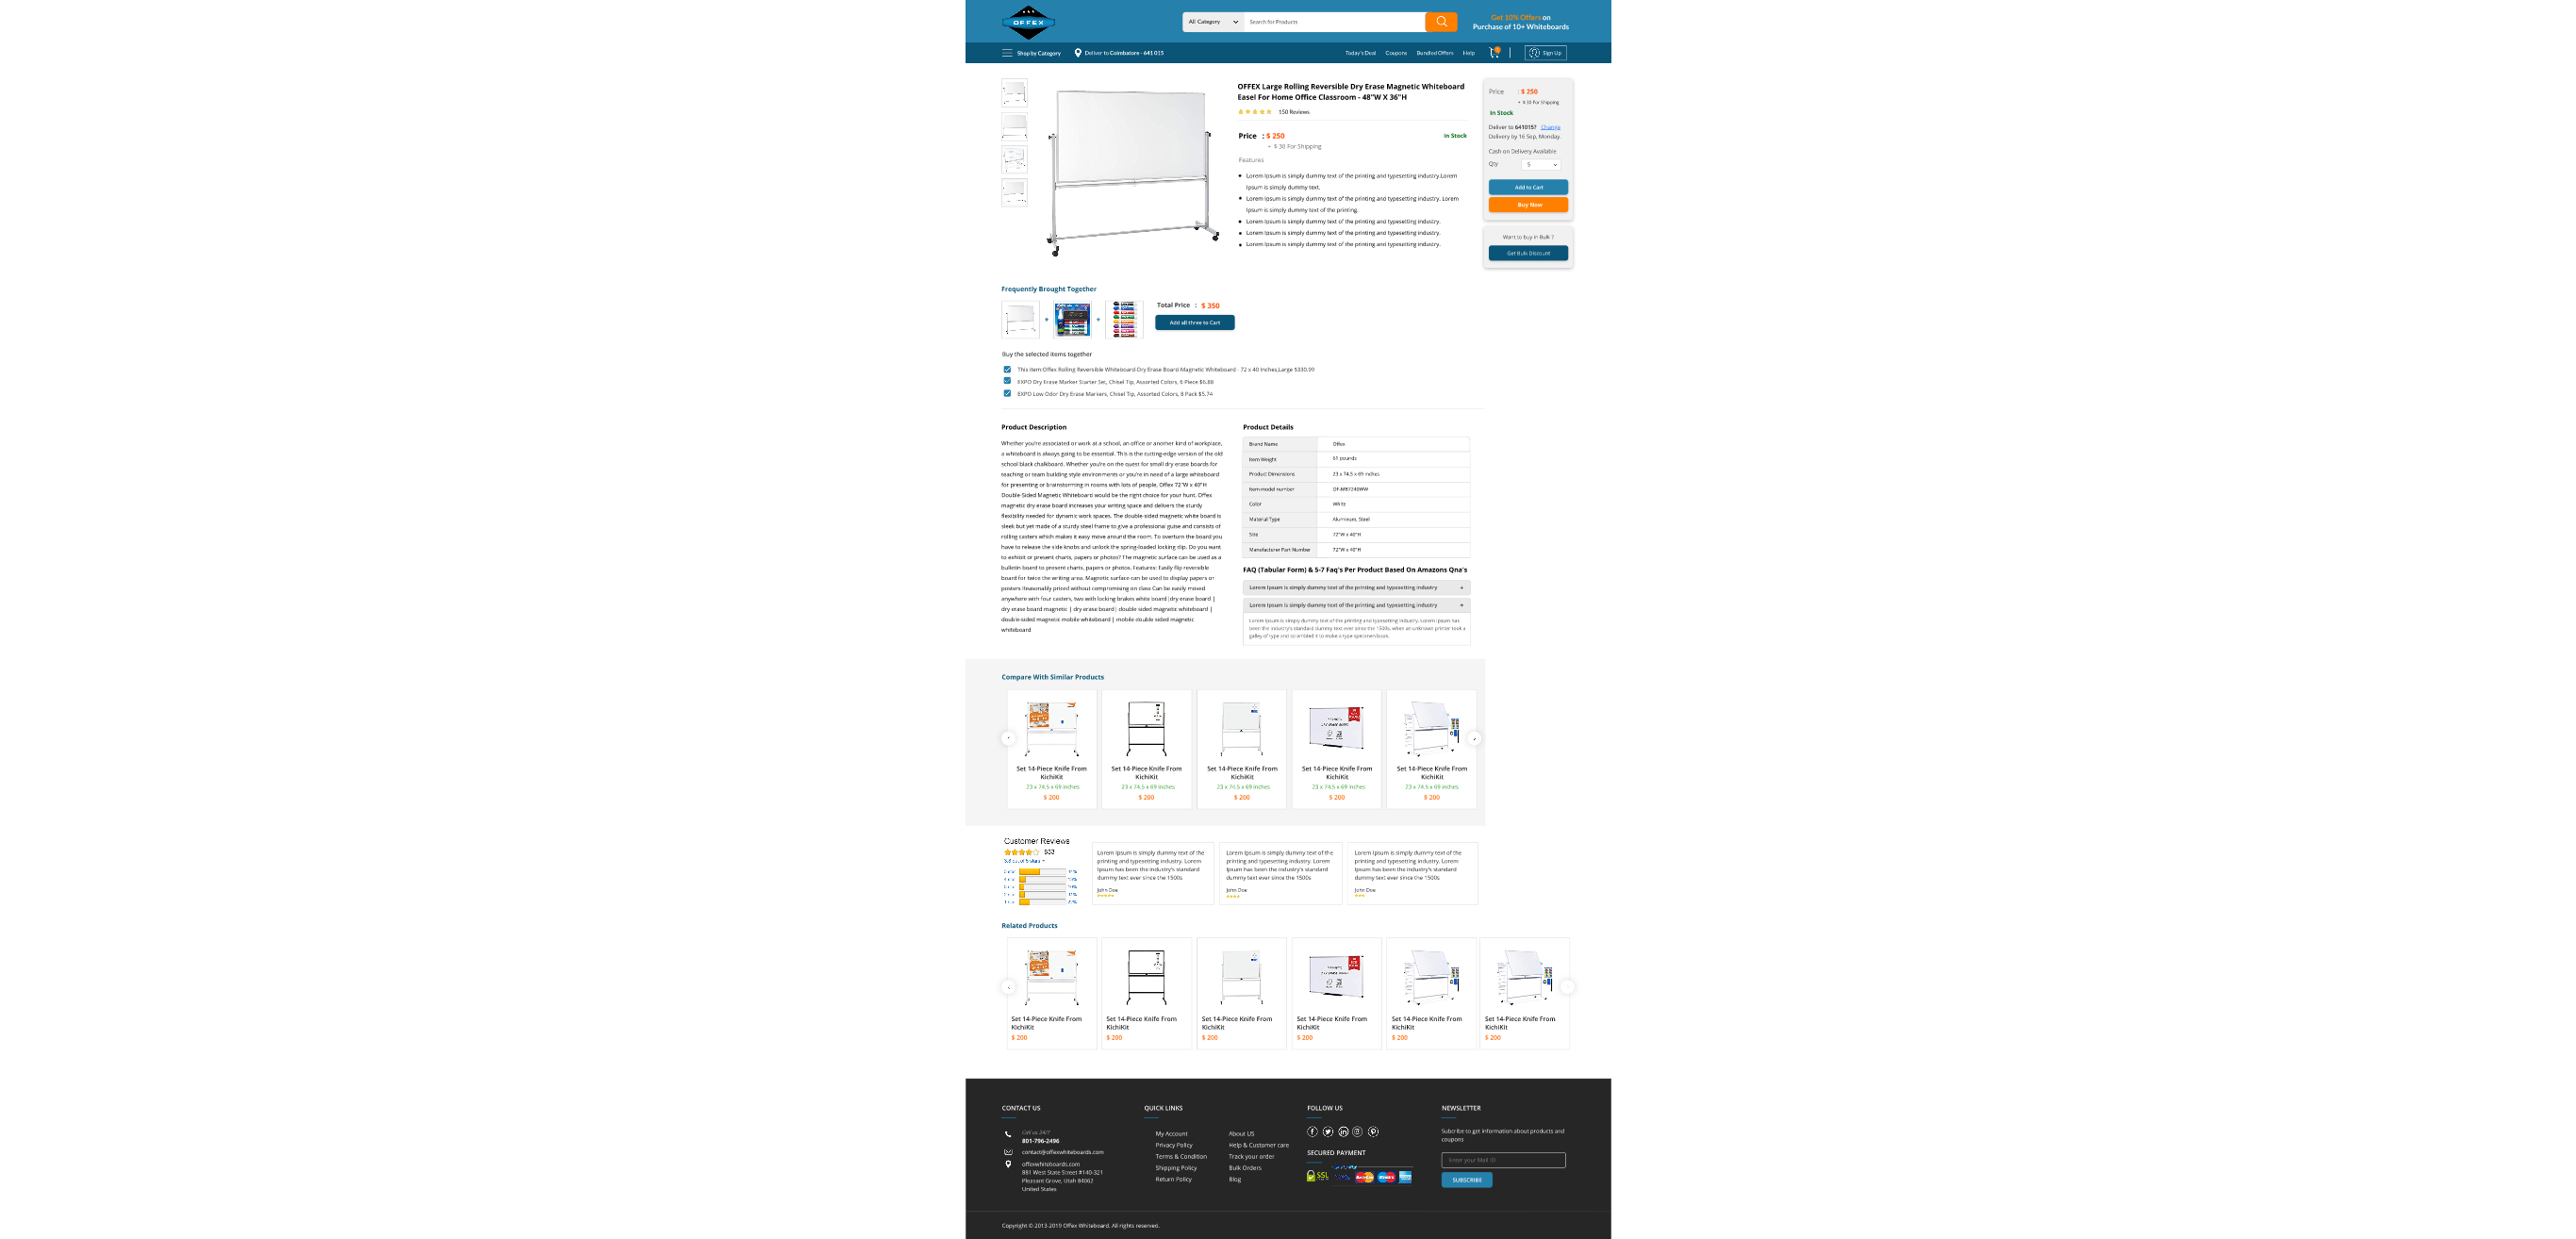 OFFEX
All Category
Search for Products
Get 10% Offers on
Purchase of 10+ Whiteboards
Shop by Category
Deliver to Coimbatore - 641 015
Today's Deal
Coupons
Bundled Offers
Help
Sign Up
OFFEX Large Rolling Reversible Dry Erase Magnetic Whiteboard
Easel For Home Office Classroom - 48"W X 36"H
150 Reviews
Price : $ 250
In Stock
+ $ 30 For Shipping
Features
Lorem Ipsum is simply dummy text of the printing and typesetting industry.Lorem
Ipsum is simply dummy text.
Lorem Ipsum is simply dummy text of the printing and typesetting industry. Lorem
Ipsum is simply dummy text of the printing.
Lorem Ipsum is simply dummy text of the printing and typesetting industry.
Lorem Ipsum is simply dummy text of the printing and typesetting industry.
Lorem Ipsum is simply dummy text of the printing and typesetting industry.
Price : $ 250
+ $ 30 For Shipping
In Stock
Deliver to 641015? Change
Delivery by 16 Sep, Monday.
Cash on Delivery Available
Qty 5
Add to Cart
Buy Now
Want to buy in Bulk ?
Get Bulk Discount
Frequently Brought Together
Total Price : $ 350
Add all three to Cart
Buy the selected items together
This item:Offex Rolling Reversible Whiteboard-Dry Erase Board Magnetic Whiteboard - 72 x 40 Inches,Large $330.99
EXPO Dry Erase Marker Starter Set, Chisel Tip, Assorted Colors, 6 Piece $6.88
EXPO Low Odor Dry Erase Markers, Chisel Tip, Assorted Colors, 8 Pack $5.74
Product Description
Whether you're associated or work at a school, an office or another kind of workplace,
a whiteboard is always going to be essential. This is the cutting-edge version of the old
school black chalkboard. Whether you're on the quest for small dry erase boards for
teaching or team building style environments or you're in need of a large whiteboard
for presenting or brainstorming in rooms with lots of people, Offex 72"W x 40"H
Double-Sided Magnetic Whiteboard would be the right choice for your hunt. Offex
magnetic dry erase board increases your writing space and delivers the sturdy
flexibility needed for dynamic work spaces. The double-sided magnetic white board is
sleek but yet made of a sturdy steel frame to give a professional guise and consists of
rolling casters which makes it easy move around the room. To overturn the board you
have to release the side knobs and unlock the spring-loaded locking clip. Do you want
to exhibit or present charts, papers or photos? The magnetic surface can be used as a
bulletin board to present charts, papers or photos. Features: Easily flip reversible
board for twice the writing area. Magnetic surface can be used to display papers or
posters Reasonably priced without compromising on class Can be easily moved
anywhere with four casters, two with locking brakes white board|dry erase board |
dry erase board magnetic | dry erase board| double sided magnetic whiteboard |
double-sided magnetic mobile whiteboard | mobile double sided magnetic
whiteboard
Product Details
Brand Name Offex
Item Weight 51 pounds
Product Dimensions 23 x 74.5 x 69 inches
Item model number
Color White
Material Type Aluminium, Steel
Size 72"W x 40"H
Manufacturer Part Number 72"W x 40"H
FAQ (Tabular Form) & 5-7 Faq's Per Product Based On Amazons Qna's
Lorem Ipsum is simply dummy text of the printing and typesetting industry +
Lorem Ipsum is simply dummy text of the printing and typesetting industry +
Lorem Ipsum is simply dummy text of the printing and typesetting industry. Lorem Ipsum has
been the industry's standard dummy text ever since the 1500s, when an unknown printer took a
galley of type and scrambled it to make a type specimen book.
Compare With Similar Products
Set 14-Piece Knife From
KichiKit
23 x 74.5 x 69 inches
$ 200
Set 14-Piece Knife From
KichiKit
23 x 74.5 x 69 inches
$ 200
Set 14-Piece Knife From
KichiKit
23 x 74.5 x 69 inches
$ 200
Set 14-Piece Knife From
KichiKit
23 x 74.5 x 69 inches
$ 200
Set 14-Piece Knife From
KichiKit
23 x 74.5 x 69 inches
$ 200
Customer Reviews
Lorem Ipsum is simply dummy text of the
printing and typesetting industry. Lorem
Ipsum has been the industry's standard
dummy text ever since the 1500s
John Doe
Lorem Ipsum is simply dummy text of the
printing and typesetting industry. Lorem
Ipsum has been the industry's standard
dummy text ever since the 1500s
John Doe
Lorem Ipsum is simply dummy text of the
printing and typesetting industry. Lorem
Ipsum has been the industry's standard
dummy text ever since the 1500s
John Doe
Related Products
Set 14-Piece Knife From
KichiKit
$ 200
Set 14-Piece Knife From
KichiKit
$ 200
Set 14-Piece Knife From
KichiKit
$ 200
Set 14-Piece Knife From
KichiKit
$ 200
Set 14-Piece Knife From
KichiKit
$ 200
Set 14-Piece Knife From
KichiKit
$ 200
CONTACT US
Call us 24/7
801-796-2496
contact@offexwhiteboards.com
offexwhiteboards.com
881 West State Street #140-321
Pleasant Grove, Utah 84062
United States
QUICK LINKS
My Account
Privacy Policy
Terms & Condition
Shipping Policy
Return Policy
About US
Help & Customer care
Track your order
Bulk Orders
Blog
FOLLOW US
SECURED PAYMENT
SSL
NEWSLETTER
Subcribe to get information about products and
coupons
Enter your Mail ID
SUBSCRIBE
Copyright © 2013-2019 Offex Whiteboard. All rights reserved.